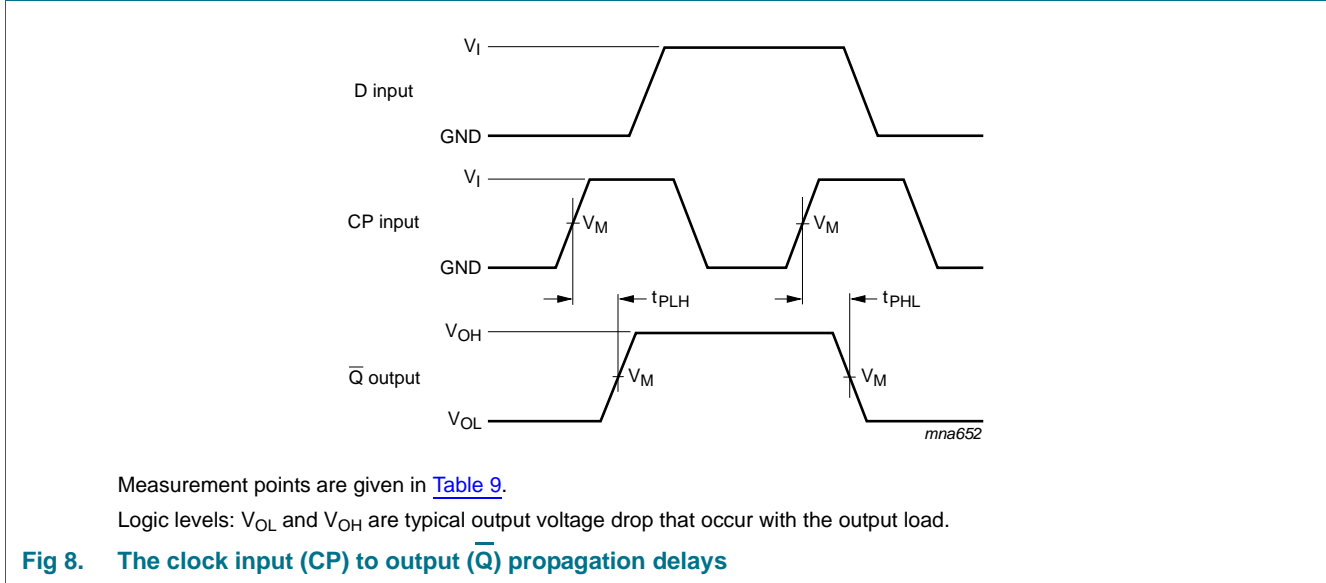 V_I
D input
GND
V_I
V_M V_M
CP input
GND
t_PLH t_PHL
V_OH
Q̅ output V_M V_M
V_OL
mna652
Measurement points are given in Table 9.
Logic levels: V_OL and V_OH are typical output voltage drop that occur with the output load.
Fig 8. The clock input (CP) to output (Q̅) propagation delays